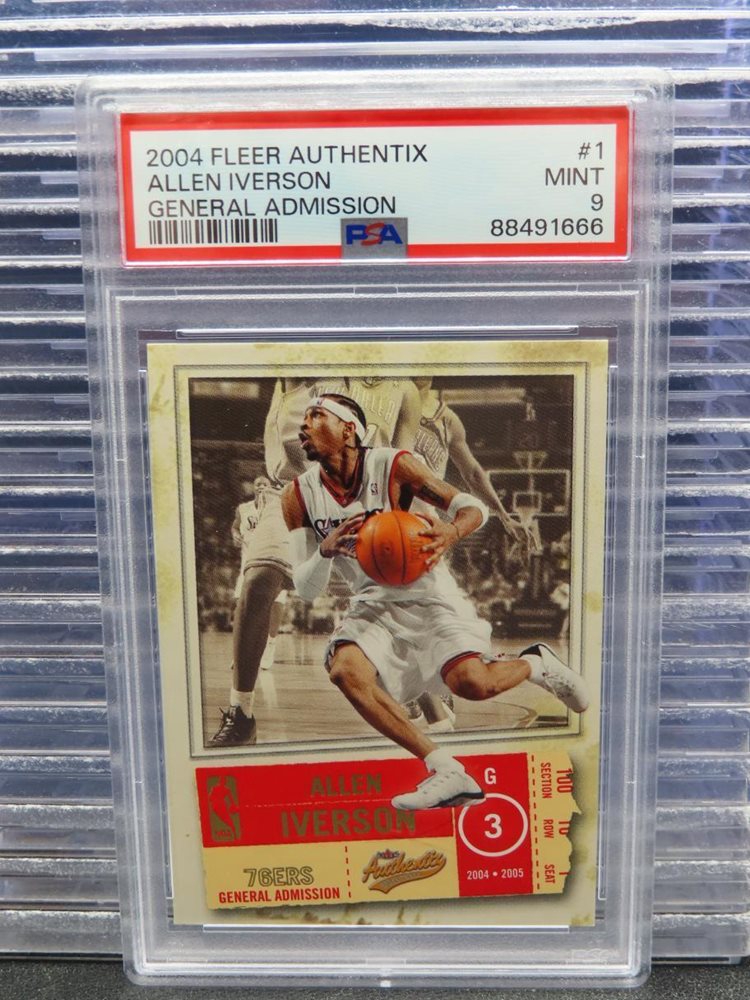 2004 FLEER AUTHENTIX #1
ALLEN IVERSON MINT
GENERAL ADMISSION 9
PSA 88491666
ALLEN
IVERSON
G
3
2004 • 2005
SECTION ROW SEAT
76ERS
GENERAL ADMISSION
Authentix